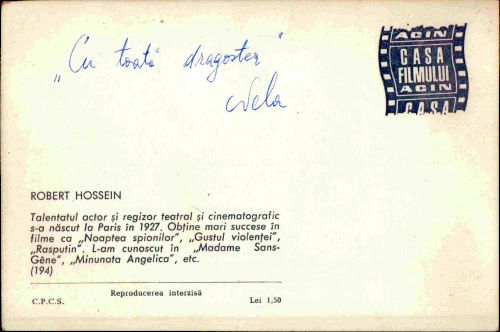 „Cu toată dragostea"
Nela
ACIN
CASA
FILMULUI
ACIN
CASA
ROBERT HOSSEIN
Talentatul actor și regizor teatral și cinematografic
s-a născut la Paris în 1927. Obține mari succese în
filme ca „Noaptea spionilor", „Gustul violenței",
„Rasputin". L-am cunoscut în „Madame Sans-
Gêne", „Minunata Angelica", etc.
(194)
C.P.C.S.
Reproducerea interzisă
Lei 1,50